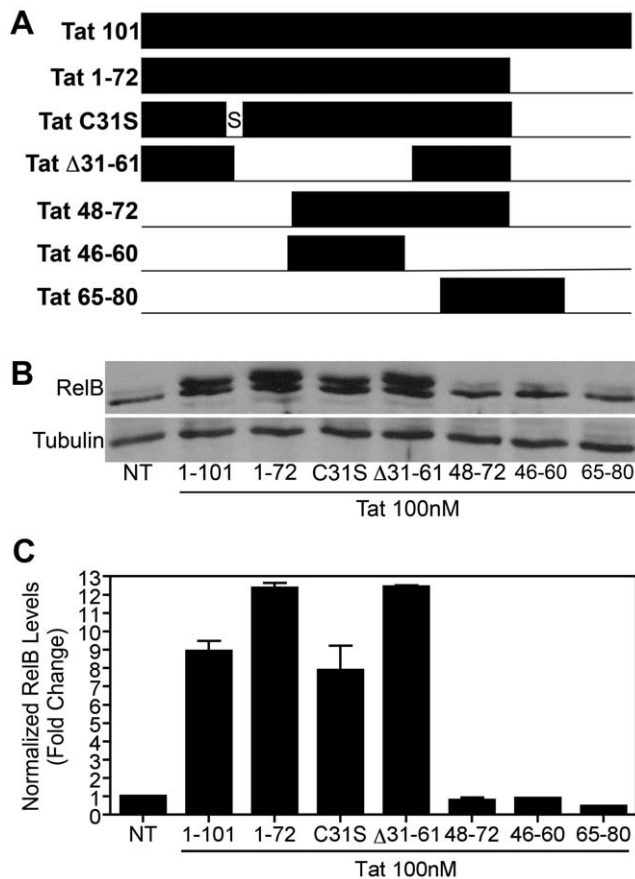 A
Tat 101
Tat 1-72
Tat C31S
S
Tat Δ31-61
Tat 48-72
Tat 46-60
Tat 65-80
B
RelB
Tubulin
NT 1-101 1-72 C31S Δ31-61 48-72 46-60 65-80
Tat 100nM
C
Normalized RelB Levels
(Fold Change)
13
12
11
10
9
8
7
6
5
4
3
2
1
0
NT 1-101 1-72 C31S Δ31-61 48-72 46-60 65-80
Tat 100nM